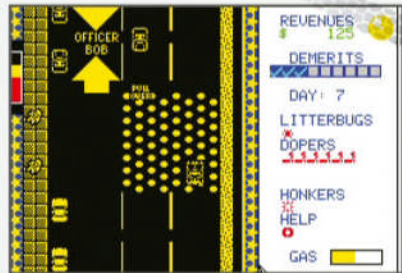 OFFICER
BOB
PULL
OVER!
REVENUES
$ 125
DEMERITS
DAY: 7
LITTERBUGS
DOPERS
HONKERS
HELP
GAS